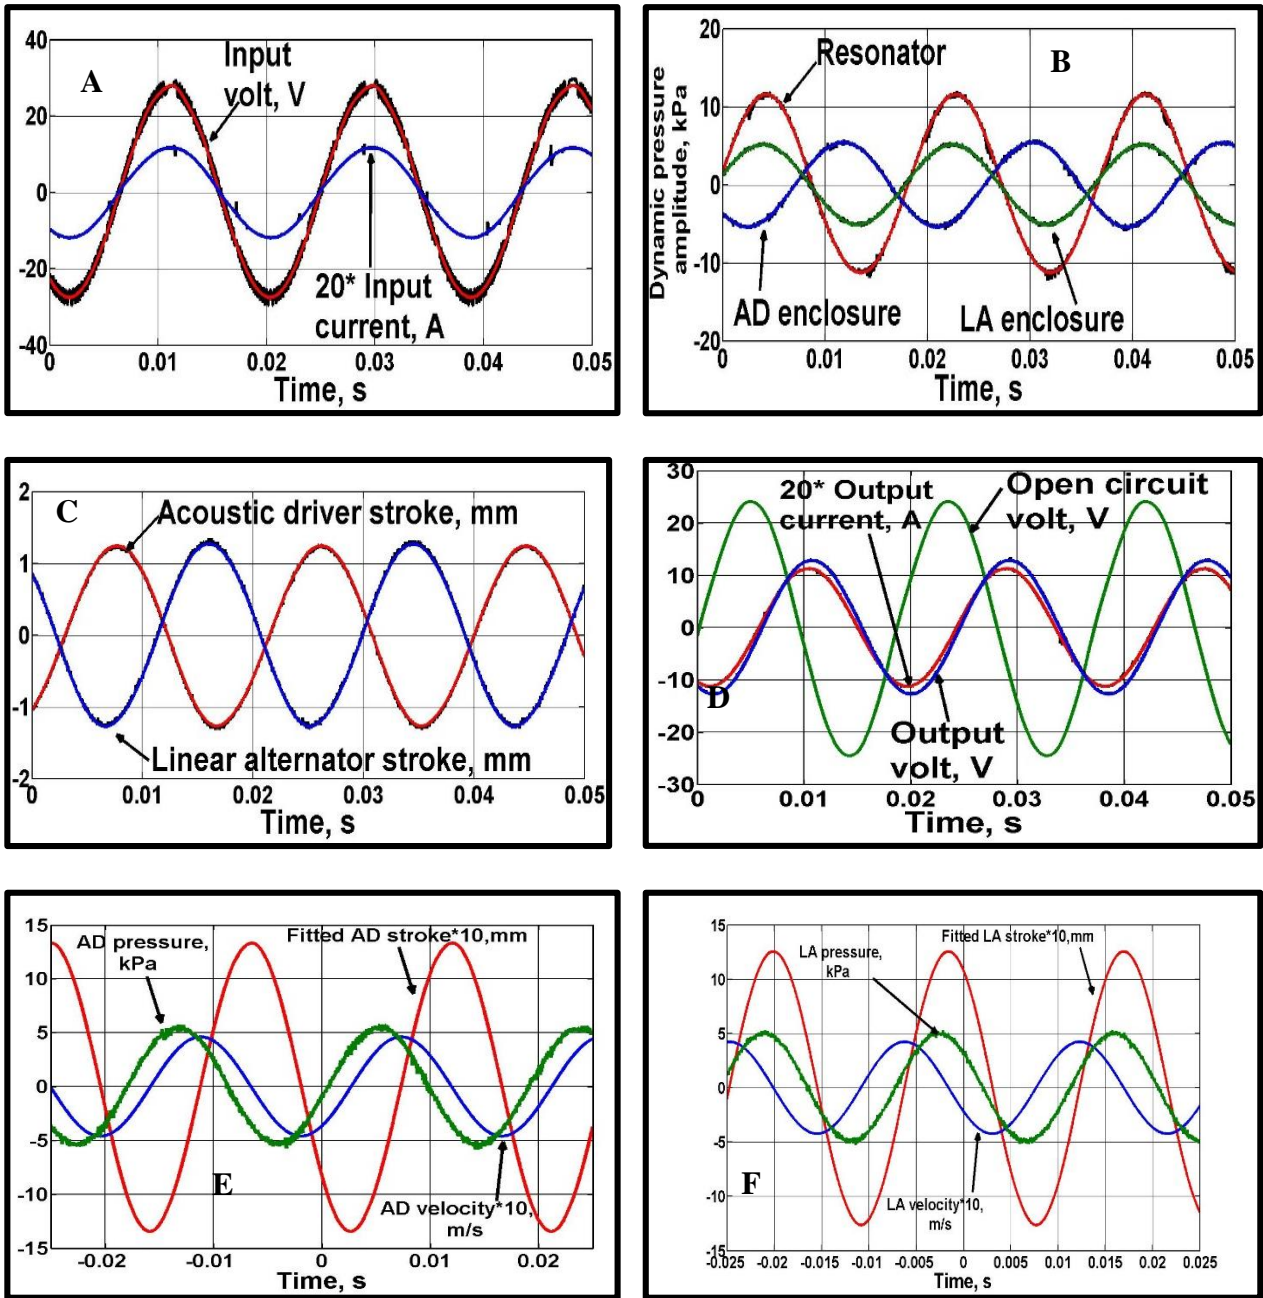 A
Input
volt, V
20* Input
current, A
40
20
0
-20
-40
0 0.01 0.02 0.03 0.04 0.05
Time, s
B
Resonator
AD enclosure
LA enclosure
Dynamic pressure
amplitude, kPa
20
10
0
-10
-20
0 0.01 0.02 0.03 0.04 0.05
Time, s
C
Acoustic driver stroke, mm
Linear alternator stroke, mm
2
1
0
-1
-2
0 0.01 0.02 0.03 0.04 0.05
Time, s
20* Output
current, A
Open circuit
volt, V
D
Output
volt, V
30
20
10
0
-10
-20
-30
0 0.01 0.02 0.03 0.04 0.05
Time, s
AD pressure,
kPa
Fitted AD stroke*10,mm
E
AD velocity*10,
m/s
15
10
5
0
-5
-10
-15
-0.02 -0.01 0 0.01 0.02
Time, s
LA pressure,
kPa
Fitted LA stroke*10,mm
F
LA velocity*10,
m/s
15
10
5
0
-5
-10
-15
-0.025 -0.02 -0.015 -0.01 -0.005 0 0.005 0.01 0.015 0.02 0.025
Time, s